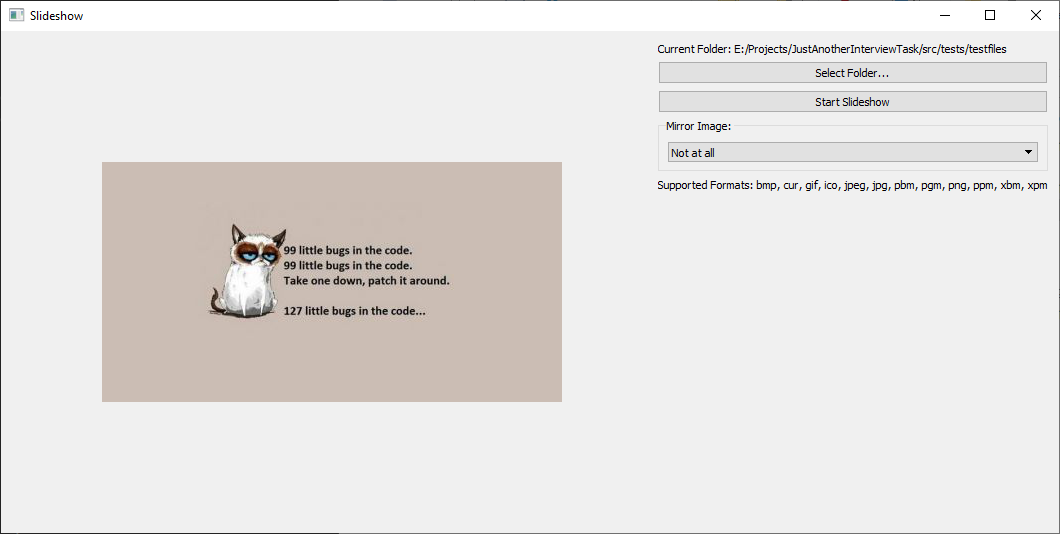 Slideshow
Current Folder: E:/Projects/JustAnotherInterviewTask/src/tests/testfiles
Select Folder...
Start Slideshow
Mirror Image:
Not at all
Supported Formats: bmp, cur, gif, ico, jpeg, jpg, pbm, pgm, png, ppm, xbm, xpm
99 little bugs in the code.
99 little bugs in the code.
Take one down, patch it around.
127 little bugs in the code...